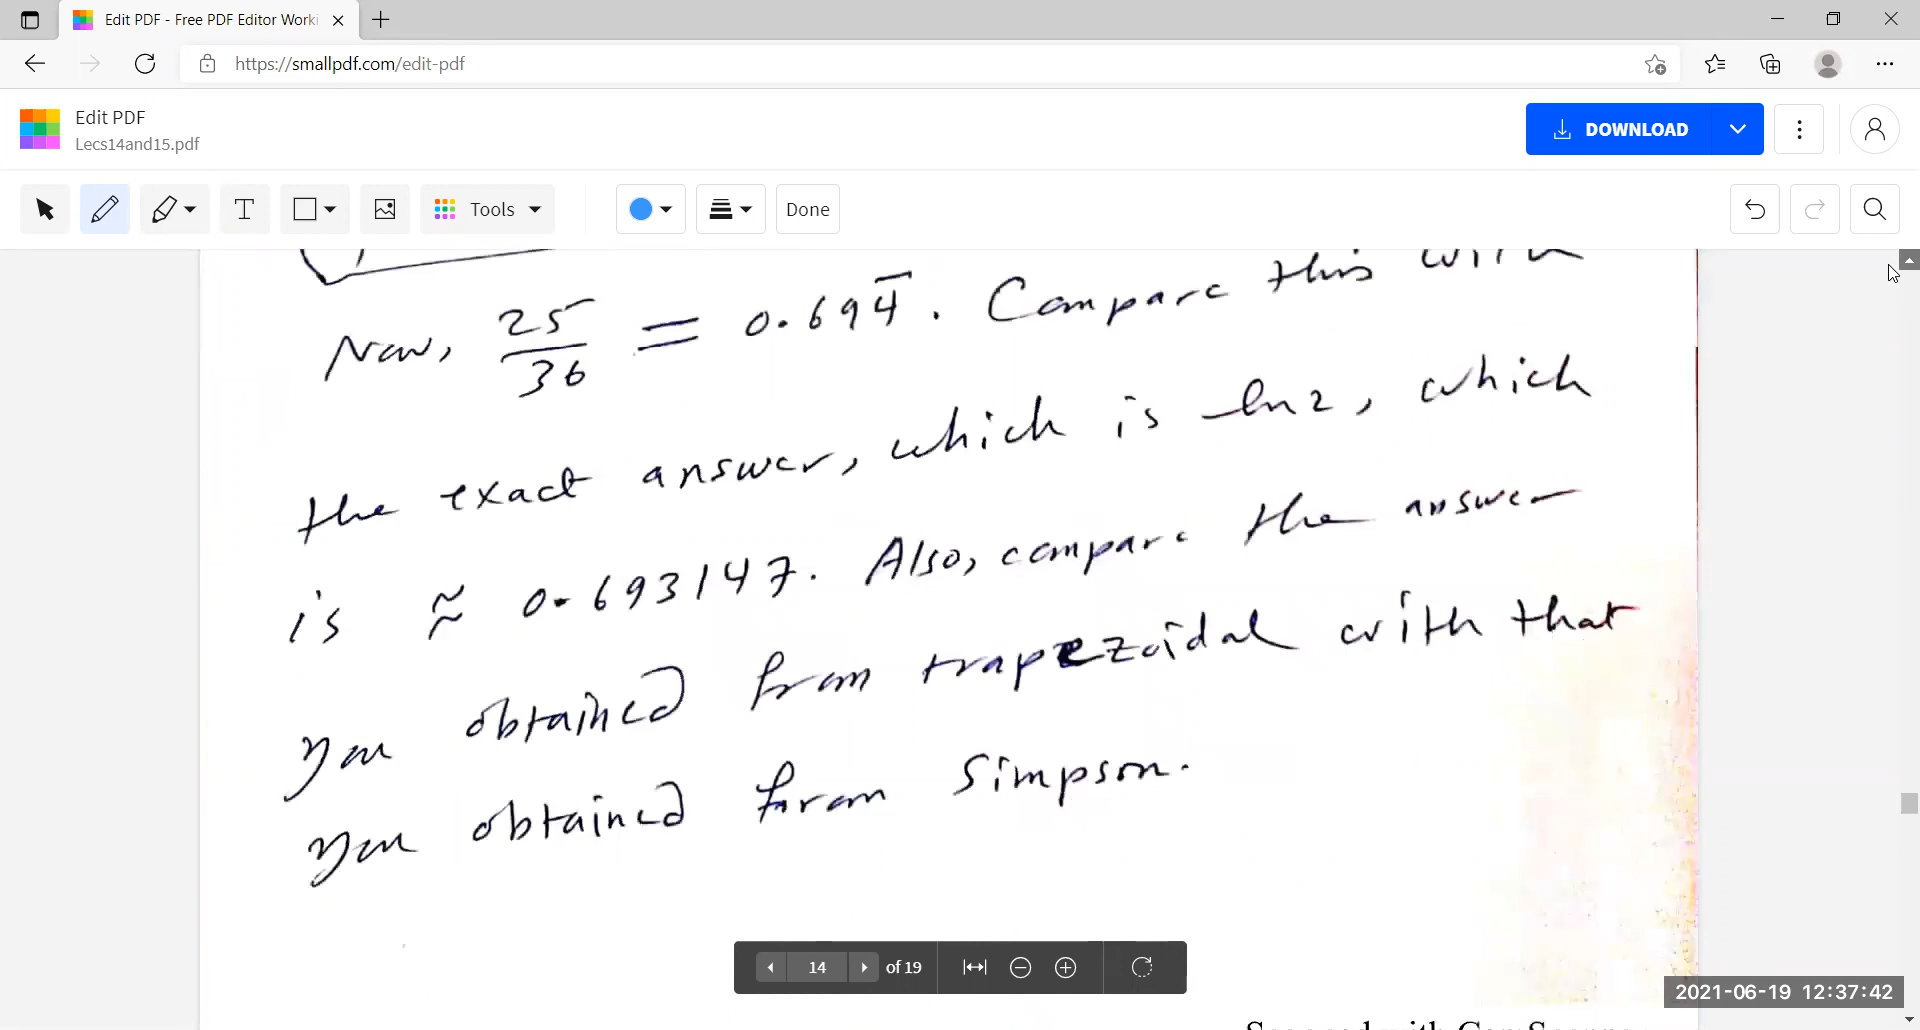 Edit PDF - Free PDF Editor Worki
https://smallpdf.com/edit-pdf
Edit PDF
Lecs14and15.pdf
DOWNLOAD
T
Tools
Done
Now, 25/36 = 0.694̅. Compare this with
the exact answer, which is ln2, which
is ≈ 0.693147. Also, compare the answer
you obtained from trapezoidal with that
you obtained from Simpson.
14 of 19
2021-06-19 12:37:42